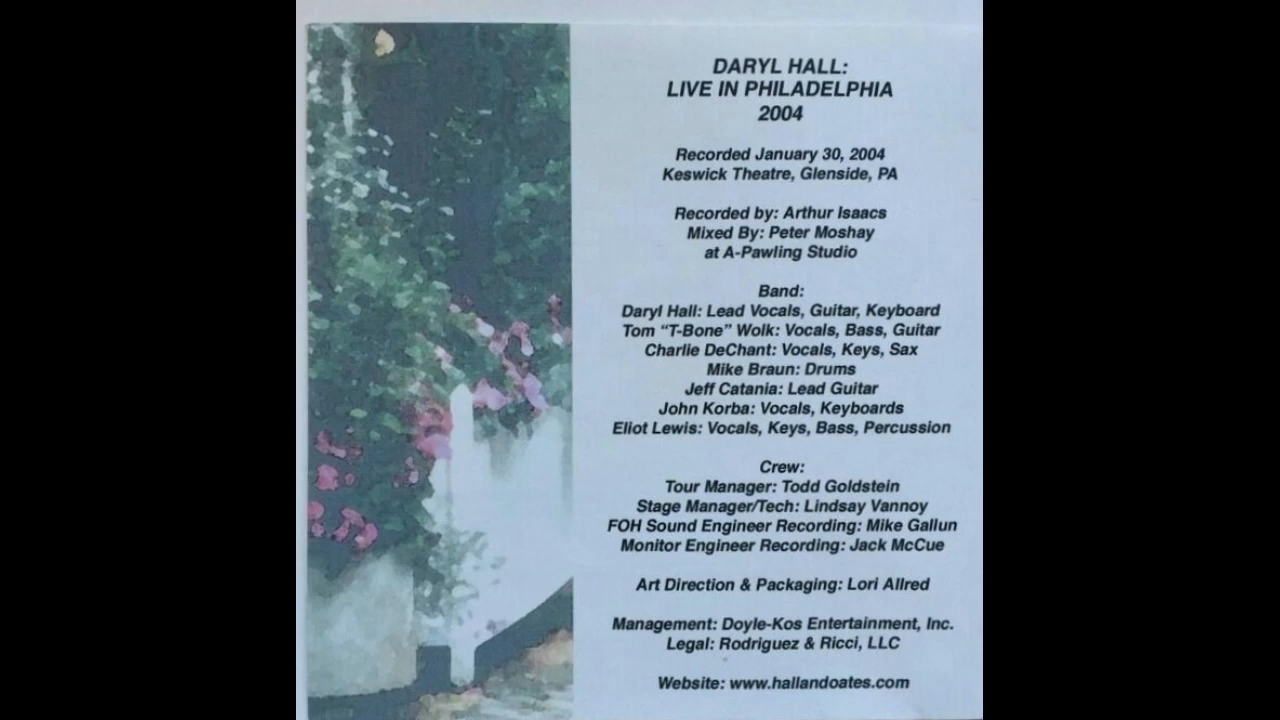 DARYL HALL:
LIVE IN PHILADELPHIA
2004
Recorded January 30, 2004
Keswick Theatre, Glenside, PA
Recorded by: Arthur Isaacs
Mixed By: Peter Moshay
at A-Pawling Studio
Band:
Daryl Hall: Lead Vocals, Guitar, Keyboard
Tom “T-Bone” Wolk: Vocals, Bass, Guitar
Charlie DeChant: Vocals, Keys, Sax
Mike Braun: Drums
Jeff Catania: Lead Guitar
John Korba: Vocals, Keyboards
Eliot Lewis: Vocals, Keys, Bass, Percussion
Crew:
Tour Manager: Todd Goldstein
Stage Manager/Tech: Lindsay Vannoy
FOH Sound Engineer Recording: Mike Gallun
Monitor Engineer Recording: Jack McCue
Art Direction & Packaging: Lori Allred
Management: Doyle-Kos Entertainment, Inc.
Legal: Rodriguez & Ricci, LLC
Website: www.hallandoates.com